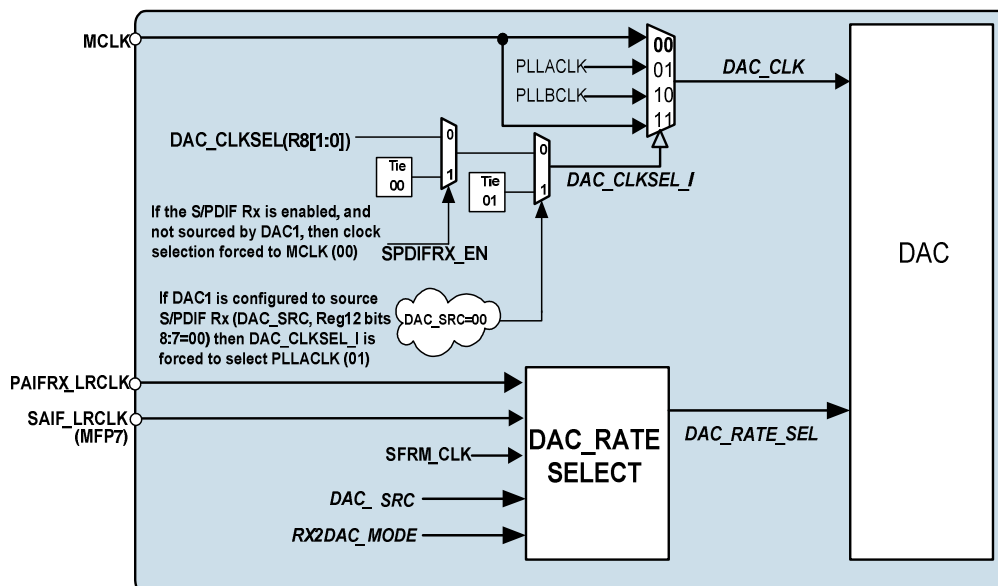 MCLK
00
PLLACLK
01
DAC_CLK
PLLBCLK
10
11
DAC_CLKSEL(R8[1:0])
0
0
Tie
00
1
Tie
01
1
DAC_CLKSEL_I
If the S/PDIF Rx is enabled, and
not sourced by DAC1, then clock
selection forced to MCLK (00)
SPDIFRX_EN
DAC
If DAC1 is configured to source
S/PDIF Rx (DAC_SRC, Reg12 bits
8:7=00) then DAC_CLKSEL_I is
forced to select PLLACLK (01)
DAC_SRC=00
PAIFRX_LRCLK
SAIF_LRCLK
(MFP7)
SFRM_CLK
DAC_RATE
SELECT
DAC_RATE_SEL
DAC_ SRC
RX2DAC_MODE